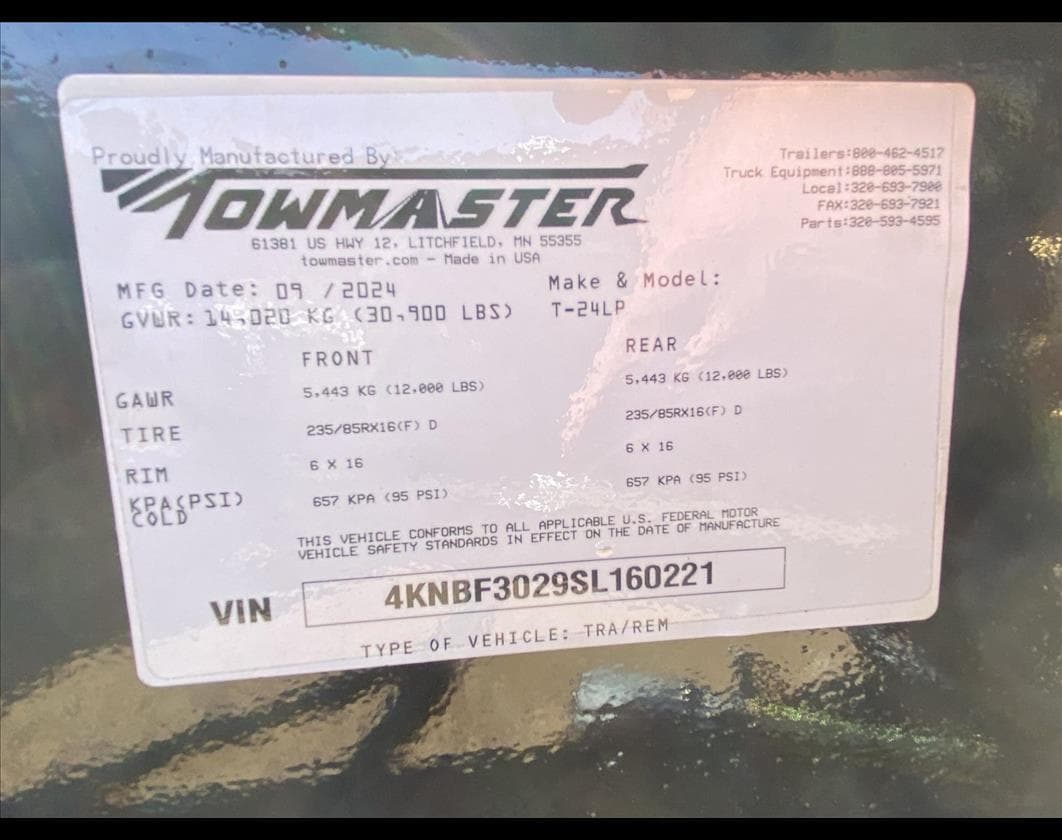 Proudly Manufactured By:
TOWMASTER
61381 US HWY 12, LITCHFIELD, MN 55355
towmaster.com - Made in USA
Trailers:800-462-4517
Truck Equipment:888-805-5971
Local:320-693-7900
FAX:320-693-7921
Parts:320-593-4595
MFG Date: 09 /2024
Make & Model:
GVWR: 14,020 KG (30,900 LBS)
T-24LP
FRONT
REAR
GAWR
5,443 KG (12,000 LBS)
5,443 KG (12,000 LBS)
TIRE
235/85RX16(F) D
235/85RX16(F) D
RIM
6 X 16
6 X 16
KPA(PSI)
COLD
657 KPA (95 PSI)
657 KPA (95 PSI)
THIS VEHICLE CONFORMS TO ALL APPLICABLE U.S. FEDERAL MOTOR
VEHICLE SAFETY STANDARDS IN EFFECT ON THE DATE OF MANUFACTURE
VIN
4KNBF3029SL160221
TYPE OF VEHICLE: TRA/REM